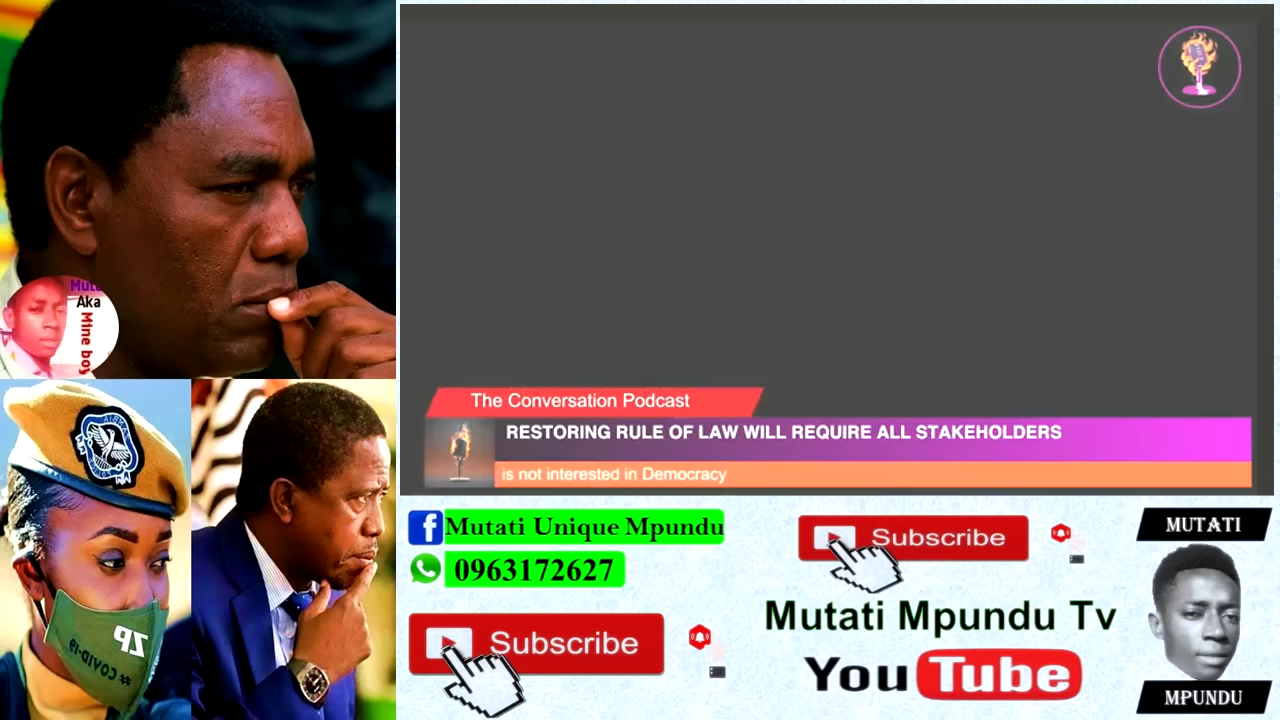 Aka
Mine boy
ZP
# COVID-19
The Conversation Podcast
RESTORING RULE OF LAW WILL REQUIRE ALL STAKEHOLDERS
is not interested in Democracy
Mutati Unique Mpundu
0963172627
Subscribe
Subscribe
Mutati Mpundu Tv
YouTube
MUTATI
MPUNDU